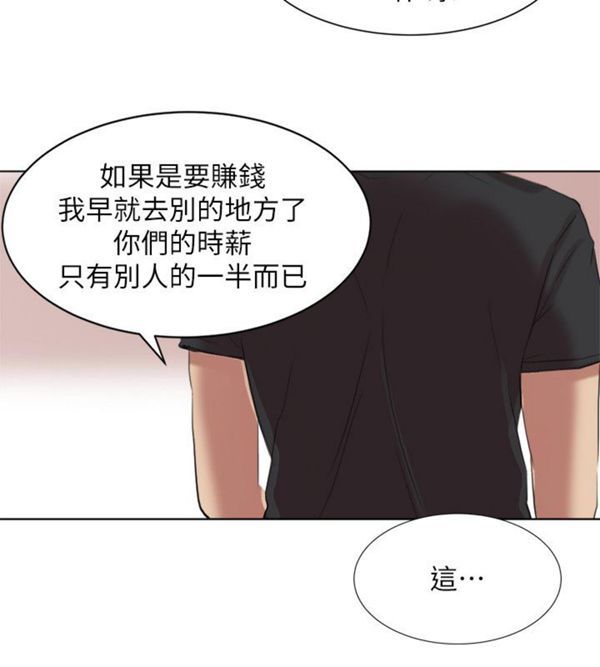 如果是要賺錢
我早就去別的地方了
你們的時薪
只有別人的一半而已
這…